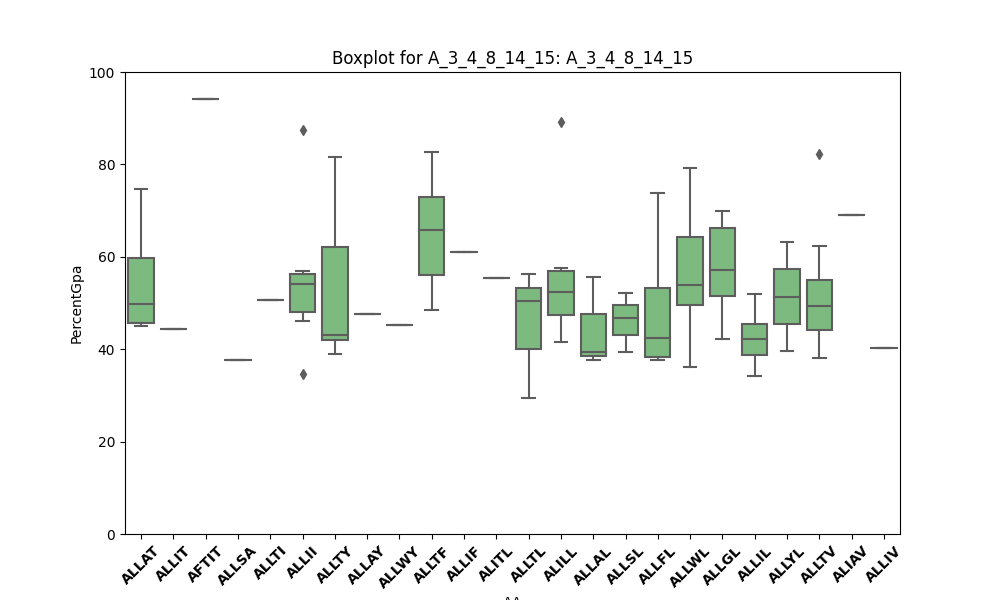 Boxplot for A_3_4_8_14_15: A_3_4_8_14_15
100
80
60
40
20
0
PercentGpa
ALLAT ALLIT AFTIT ALLSA ALLTI ALLII ALLTY ALLAY ALLWY ALLTF ALLIF ALITL ALLTL ALILL ALLAL ALLSL ALLFL ALLWL ALLGL ALLIL ALLYL ALLTV ALIAV ALLIV